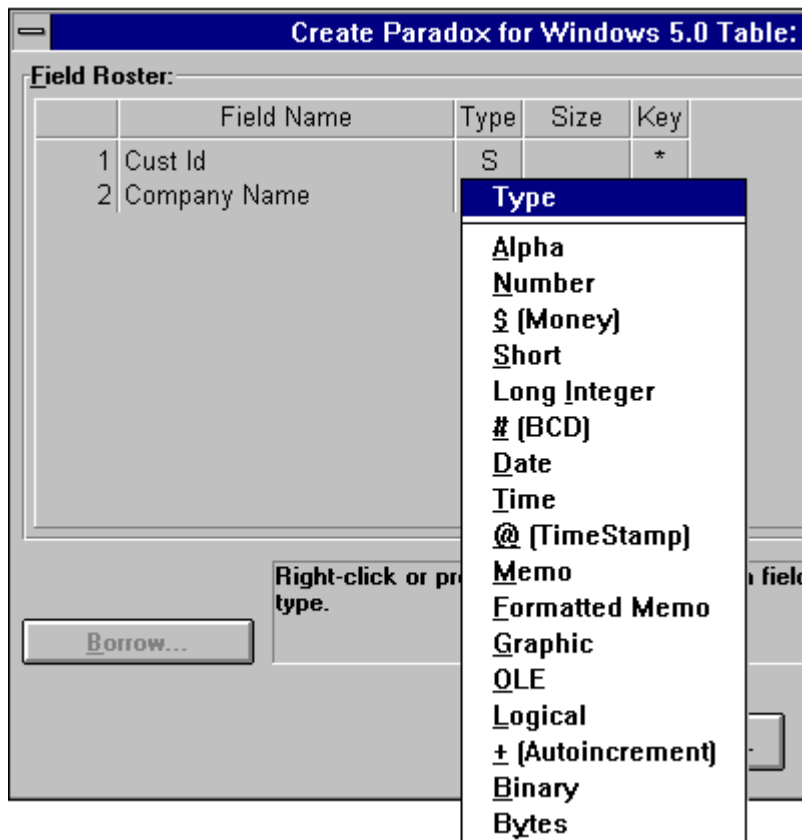 Create Paradox for Windows 5.0 Table:
Field Roster:
Field Name Type Size Key
1 Cust Id S *
2 Company Name
Type
Alpha
Number
$ (Money)
Short
Long Integer
# (BCD)
Date
Time
@ (TimeStamp)
Memo
Formatted Memo
Graphic
OLE
Logical
+ (Autoincrement)
Binary
Bytes
Right-click or
type.
Borrow...